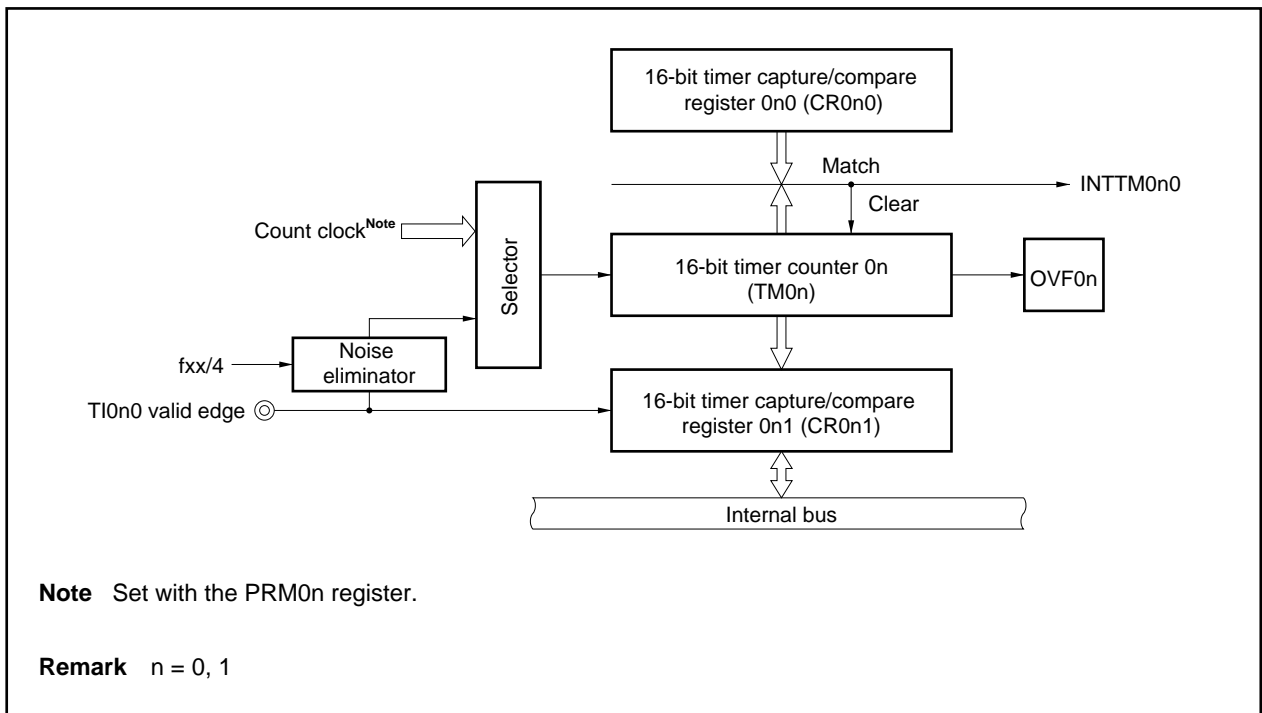 16-bit timer capture/compare
register 0n0 (CR0n0)
Match
INTTM0n0
Clear
Count clockNote
Selector
16-bit timer counter 0n
(TM0n)
OVF0n
fxx/4
Noise
eliminator
TI0n0 valid edge
16-bit timer capture/compare
register 0n1 (CR0n1)
Internal bus
Note Set with the PRM0n register.
Remark n = 0, 1